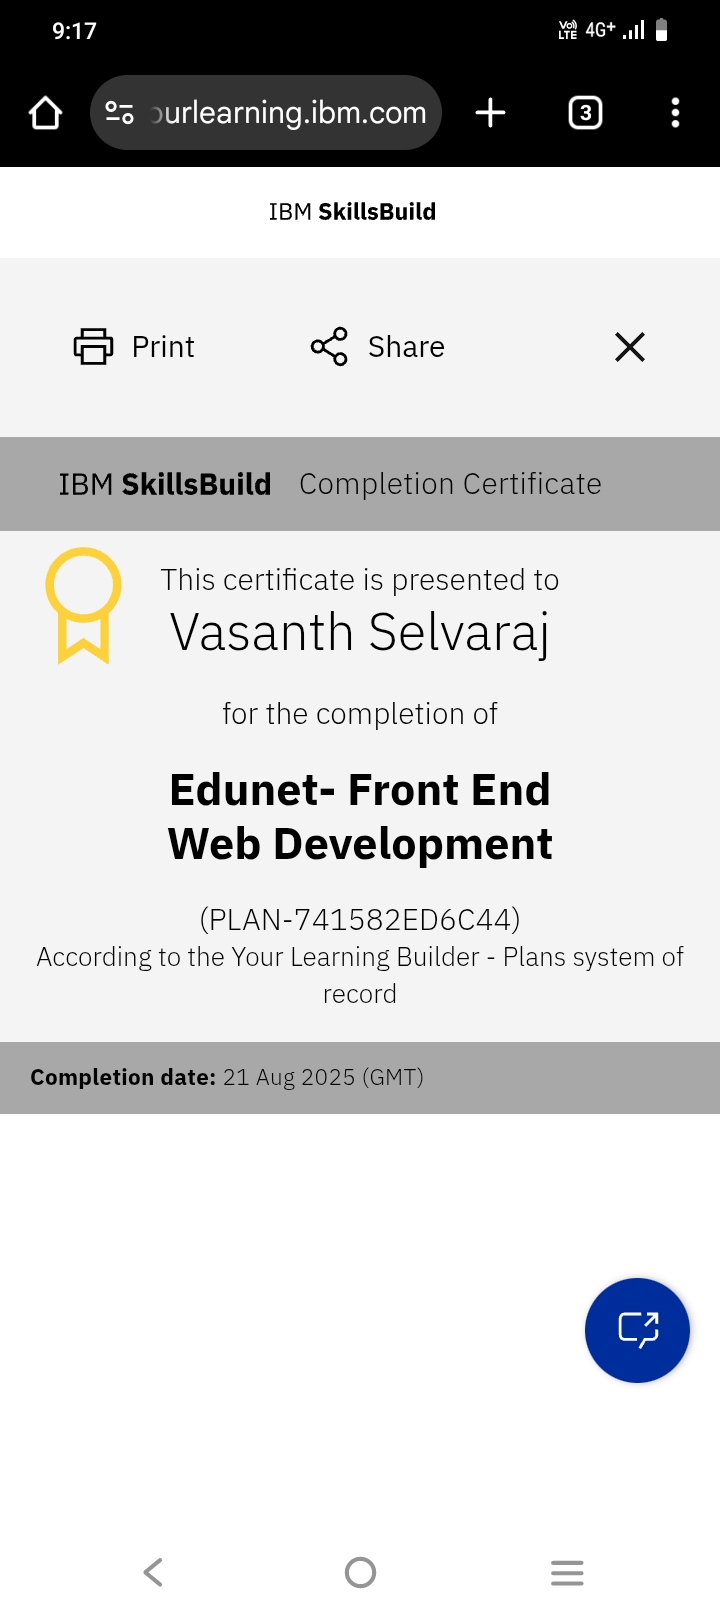 9:17
Vo) LTE 4G+
urlearning.ibm.com
3
IBM SkillsBuild
Print
Share
IBM SkillsBuild Completion Certificate
This certificate is presented to
Vasanth Selvaraj
for the completion of
Edunet- Front End
Web Development
(PLAN-741582ED6C44)
According to the Your Learning Builder - Plans system of
record
Completion date: 21 Aug 2025 (GMT)